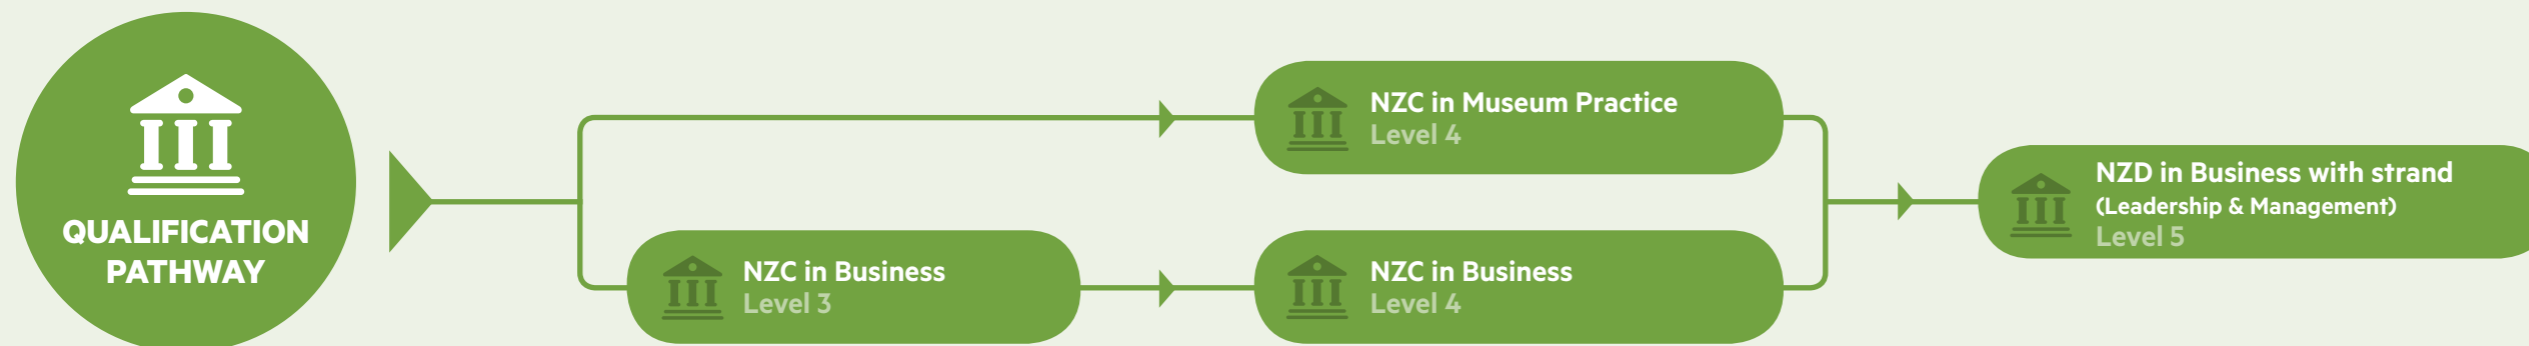 QUALIFICATION
PATHWAY
NZC in Museum Practice
Level 4
NZC in Business
Level 3
NZC in Business
Level 4
NZD in Business with strand
(Leadership & Management)
Level 5